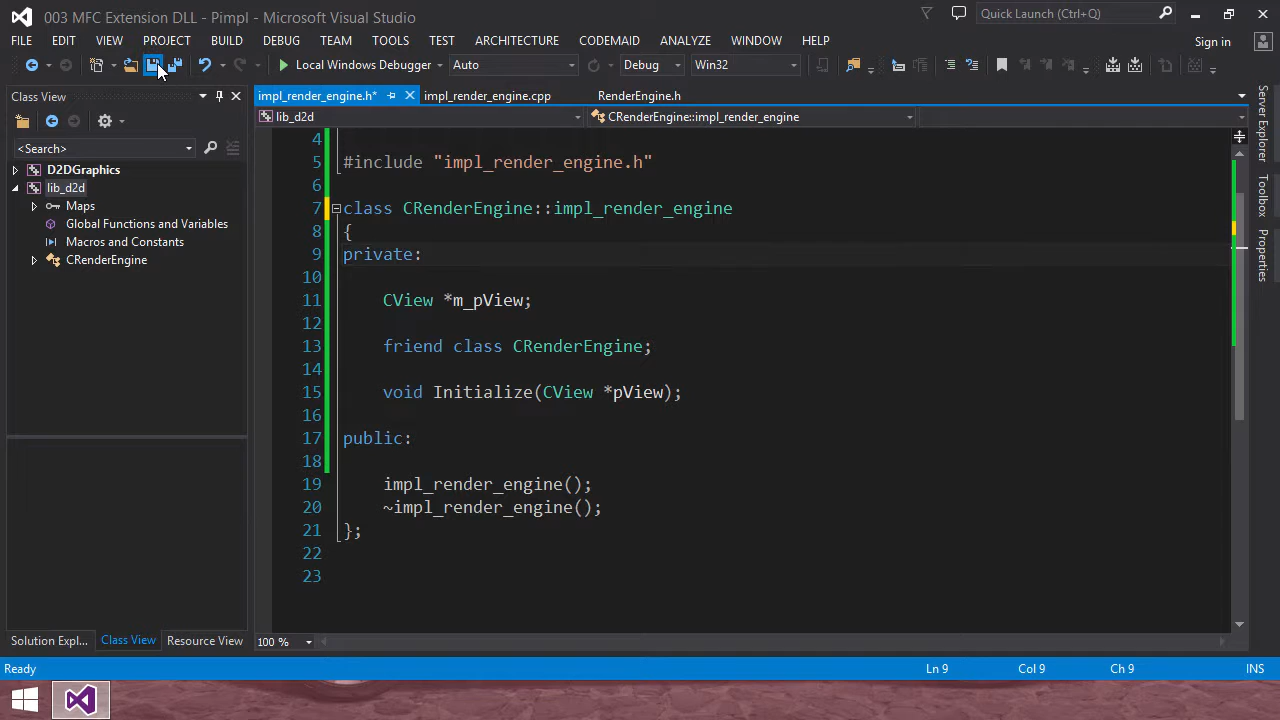 003 MFC Extension DLL - Pimpl - Microsoft Visual Studio
Quick Launch (Ctrl+Q)
FILE EDIT VIEW PROJECT BUILD DEBUG TEAM TOOLS TEST ARCHITECTURE CODEMAID ANALYZE WINDOW HELP
Sign in
Local Windows Debugger Auto Debug Win32
Class View
impl_render_engine.h* impl_render_engine.cpp RenderEngine.h
lib_d2d CRenderEngine::impl_render_engine
<Search>
D2DGraphics
lib_d2d
Maps
Global Functions and Variables
Macros and Constants
CRenderEngine
4
5 #include "impl_render_engine.h"
6
7 class CRenderEngine::impl_render_engine
8 {
9 private:
10
11 CView *m_pView;
12
13 friend class CRenderEngine;
14
15 void Initialize(CView *pView);
16
17 public:
18
19 impl_render_engine();
20 ~impl_render_engine();
21 };
22
23
Server Explorer
Toolbox
Properties
Solution Expl... Class View Resource View
100 %
Ready Ln 9 Col 9 Ch 9 INS